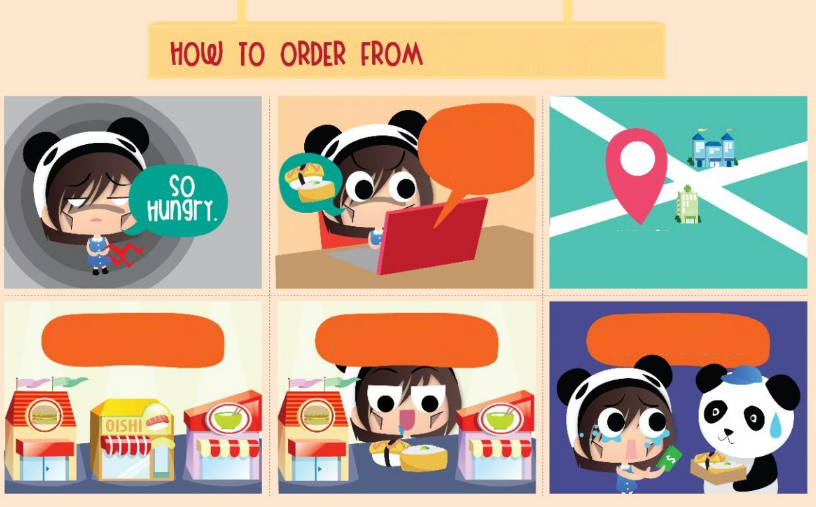 HOW TO ORDER FROM
SO
HUNGRY.
OISHI
$